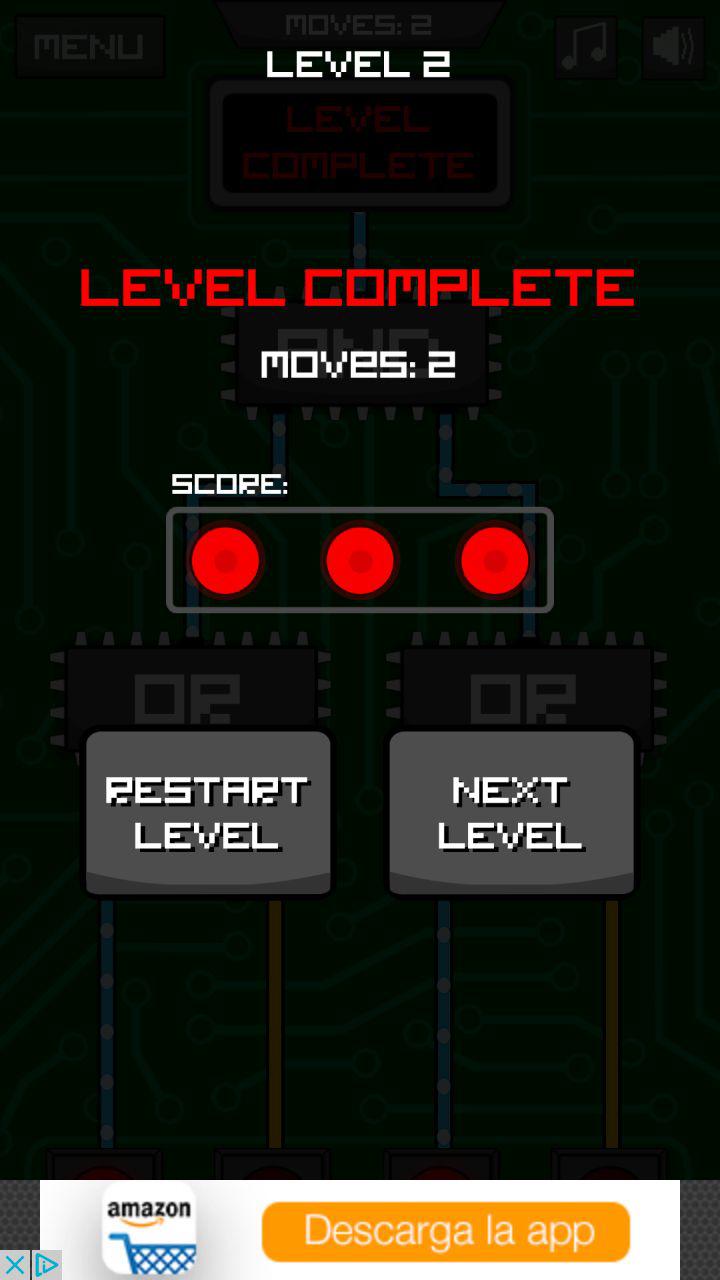 MENU
MOVES: 2
LEVEL 2
LEVEL
COMPLETE
LEVEL COMPLETE
AND
MOVES: 2
SCORE:
OR
OR
RESTART
LEVEL
NEXT
LEVEL
amazon
Descarga la app